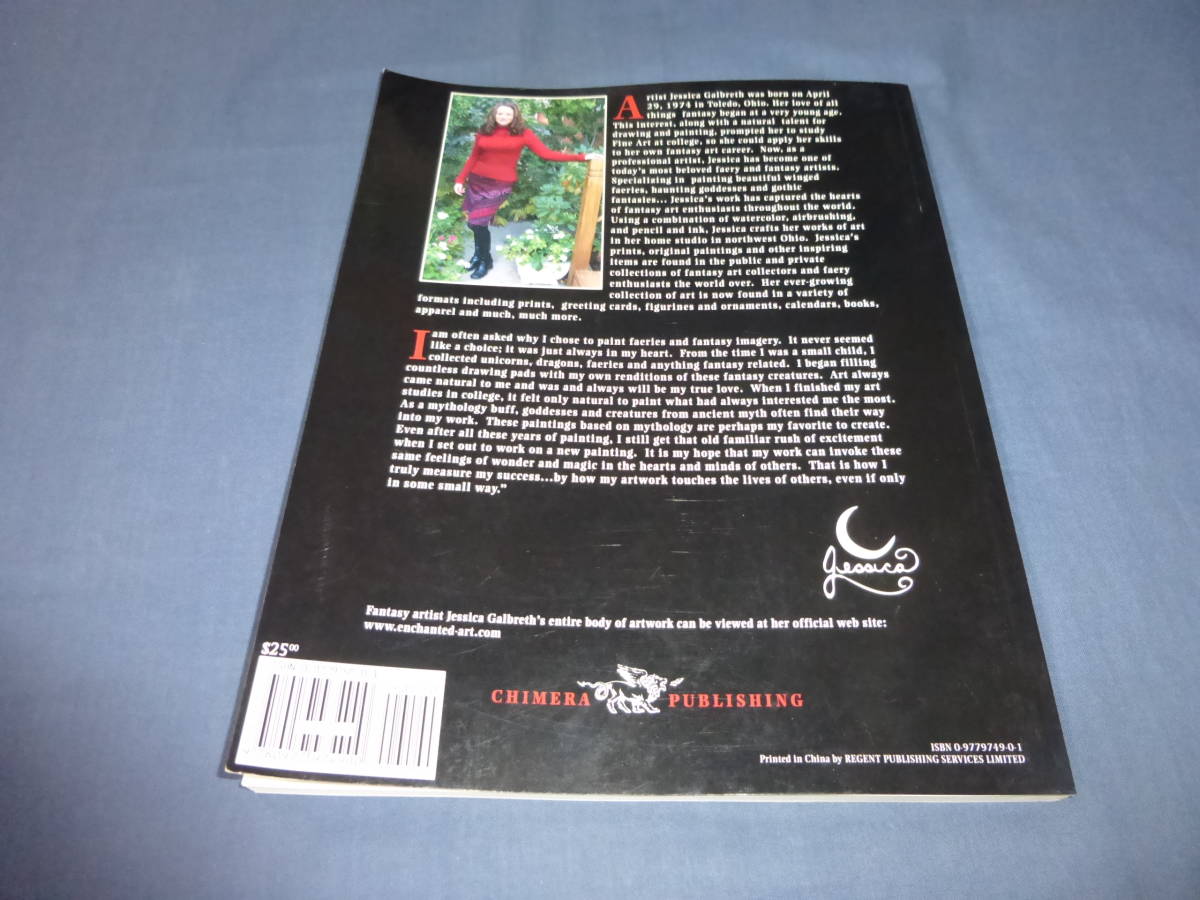 Artist Jessica Galbreth was born on April
29, 1974 in Toledo, Ohio. Her love of all
things fantasy began at a very young age.
This interest, along with a natural talent for
drawing and painting, prompted her to study
Fine Art at college, so she could apply her skills
to her own fantasy art career. Now, as a
professional artist, Jessica has become one of
today's most beloved faery and fantasy artists.
Specializing in painting beautiful winged
faeries, haunting goddesses and gothic
fantasies... Jessica's work has captured the hearts
of fantasy art enthusiasts throughout the world.
Using a combination of watercolor, airbrushing,
and pencil and ink, Jessica crafts her works of art
in her home studio in northwest Ohio. Jessica's
prints, original paintings and other inspiring
items are found in the public and private
collections of fantasy art collectors and faery
enthusiasts the world over. Her ever-growing
collection of art is now found in a variety of
formats including prints, greeting cards, figurines and ornaments, calendars, books,
apparel and much, much more.
I am often asked why I chose to paint faeries and fantasy imagery. It never seemed
like a choice; it was just always in my heart. From the time I was a small child, I
collected unicorns, dragons, faeries and anything fantasy related. I began filling
countless drawing pads with my own renditions of these fantasy creatures. Art always
came natural to me and was and always will be my true love. When I finished my art
studies in college, it felt only natural to paint what had always interested me the most.
As a mythology buff, goddesses and creatures from ancient myth often find their way
into my work. These paintings based on mythology are perhaps my favorite to create.
Even after all these years of painting, I still get that old familiar rush of excitement
when I set out to work on a new painting. It is my hope that my work can invoke these
same feelings of wonder and magic in the hearts and minds of others. That is how I
truly measure my success...by how my artwork touches the lives of others, even if only
in some small way."
Jessica
Fantasy artist Jessica Galbreth's entire body of artwork can be viewed at her official web site:
www.enchanted-art.com
$25.00
CHIMERA PUBLISHING
ISBN 0-9779749-0-1
Printed in China by REGENT PUBLISHING SERVICES LIMITED